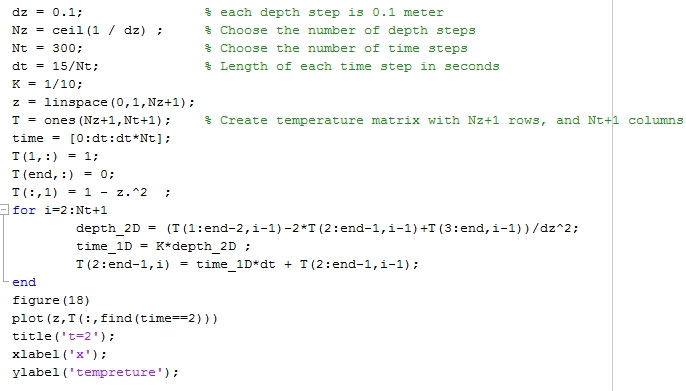 dz = 0.1; % each depth step is 0.1 meter
Nz = ceil(1 / dz) ; % Choose the number of depth steps
Nt = 300; % Choose the number of time steps
dt = 15/Nt; % Length of each time step in seconds
K = 1/10;
z = linspace(0,1,Nz+1);
T = ones(Nz+1,Nt+1); % Create temperature matrix with Nz+1 rows, and Nt+1 columns
time = [0:dt:dt*Nt];
T(1,:) = 1;
T(end,:) = 0;
T(:,1) = 1 - z.^2 ;
for i=2:Nt+1
depth_2D = (T(1:end-2,i-1)-2*T(2:end-1,i-1)+T(3:end,i-1))/dz^2;
time_1D = K*depth_2D ;
T(2:end-1,i) = time_1D*dt + T(2:end-1,i-1);
end
figure(18)
plot(z,T(:,find(time==2)))
title('t=2');
xlabel('x');
ylabel('tempreture');